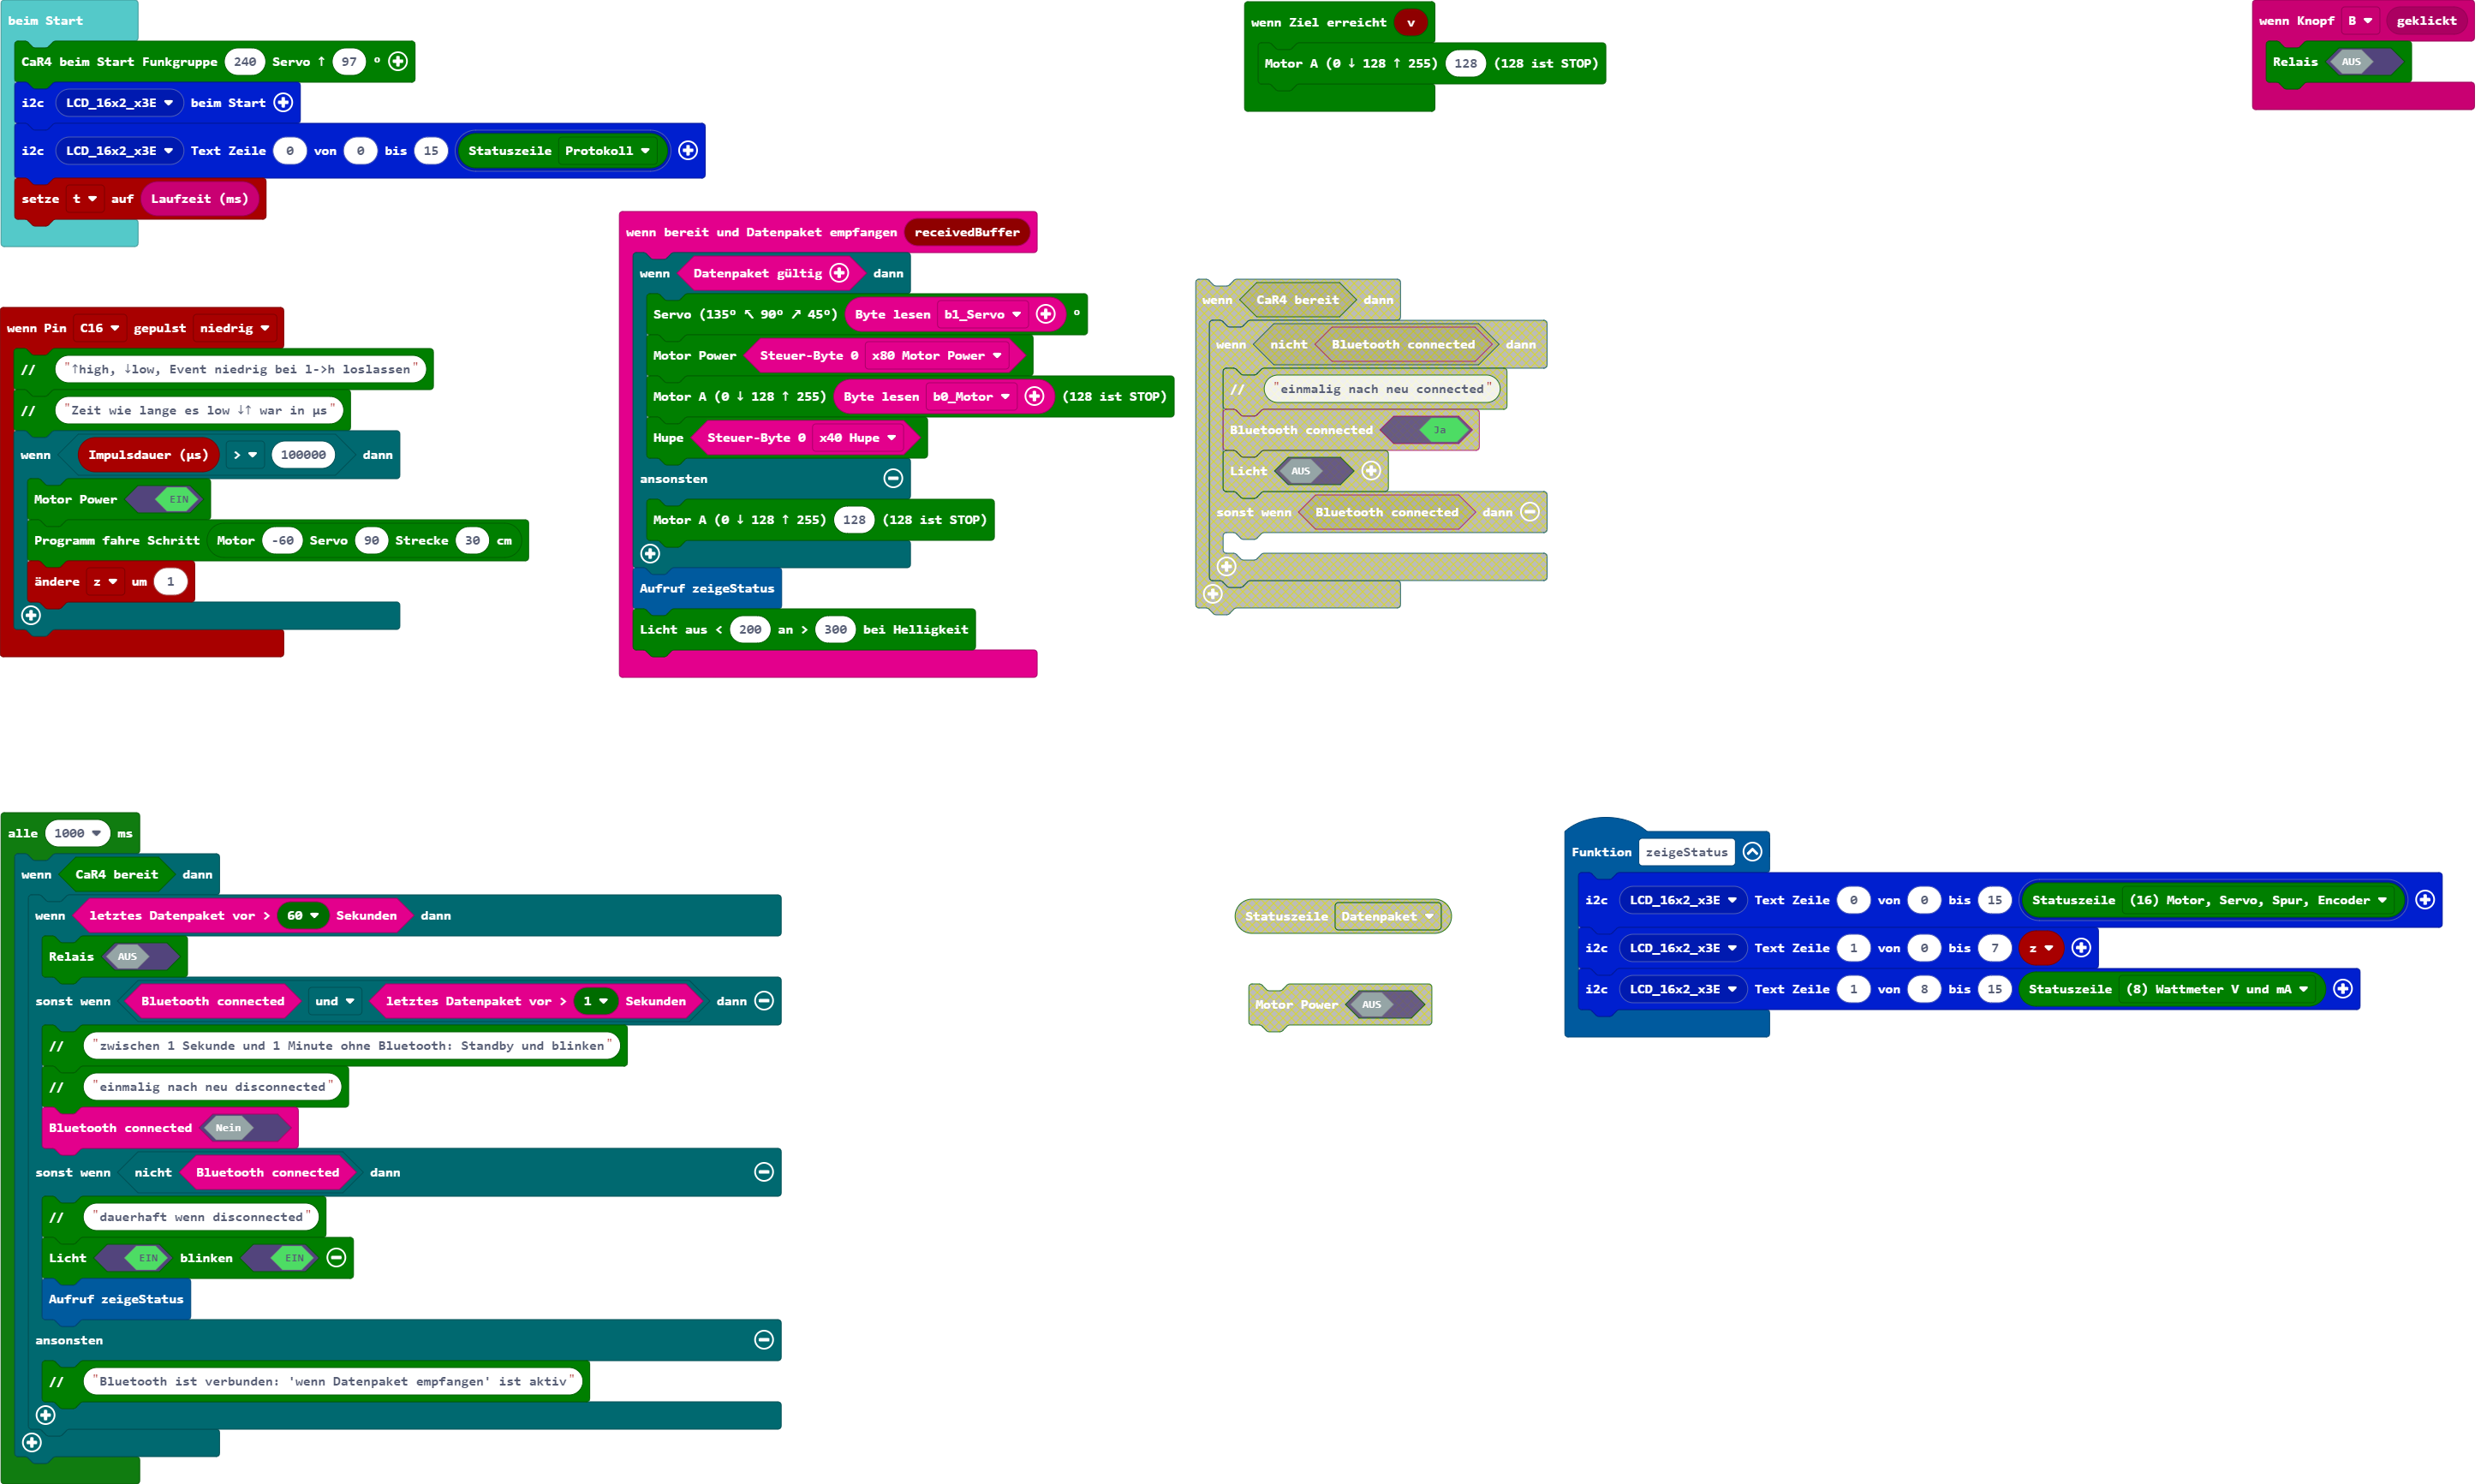 beim Start
CaR4 beim Start Funkgruppe 240 Servo ↑ 97 °
i2c LCD_16x2_x3E beim Start
i2c LCD_16x2_x3E Text Zeile 0 von 0 bis 15 Statuszeile Protokoll
setze t auf Laufzeit (ms)
wenn Ziel erreicht v
Motor A (0 ↓ 128 ↑ 255) 128 (128 ist STOP)
wenn Knopf B geklickt
Relais AUS
wenn Pin C16 gepulst niedrig
// "↑high, ↓low, Event niedrig bei l->h loslassen"
// "Zeit wie lange es low ↓↑ war in µs"
wenn Impulsdauer (µs) > 100000 dann
Motor Power EIN
Programm fahre Schritt Motor -60 Servo 90 Strecke 30 cm
ändere z um 1
wenn bereit und Datenpaket empfangen receivedBuffer
wenn Datenpaket gültig dann
Servo (135° ↖ 90° ↗ 45°) Byte lesen b1_Servo °
Motor Power Steuer-Byte 0 x80 Motor Power
Motor A (0 ↓ 128 ↑ 255) Byte lesen b0_Motor (128 ist STOP)
Hupe Steuer-Byte 0 x40 Hupe
ansonsten
Motor A (0 ↓ 128 ↑ 255) 128 (128 ist STOP)
Aufruf zeigeStatus
Licht aus < 200 an > 300 bei Helligkeit
wenn CaR4 bereit dann
wenn nicht Bluetooth connected dann
// "einmalig nach neu connected"
Bluetooth connected Ja
Licht AUS
sonst wenn Bluetooth connected dann
alle 1000 ms
wenn CaR4 bereit dann
wenn letztes Datenpaket vor > 60 Sekunden dann
Relais AUS
sonst wenn Bluetooth connected und letztes Datenpaket vor > 1 Sekunden dann
// "zwischen 1 Sekunde und 1 Minute ohne Bluetooth: Standby und blinken"
// "einmalig nach neu disconnected"
Bluetooth connected Nein
sonst wenn nicht Bluetooth connected dann
// "dauerhaft wenn disconnected"
Licht EIN blinken EIN
Aufruf zeigeStatus
ansonsten
// "Bluetooth ist verbunden: 'wenn Datenpaket empfangen' ist aktiv"
Statuszeile Datenpaket
Motor Power AUS
Funktion zeigeStatus
i2c LCD_16x2_x3E Text Zeile 0 von 0 bis 15 Statuszeile (16) Motor, Servo, Spur, Encoder
i2c LCD_16x2_x3E Text Zeile 1 von 0 bis 7 z
i2c LCD_16x2_x3E Text Zeile 1 von 8 bis 15 Statuszeile (8) Wattmeter V und mA